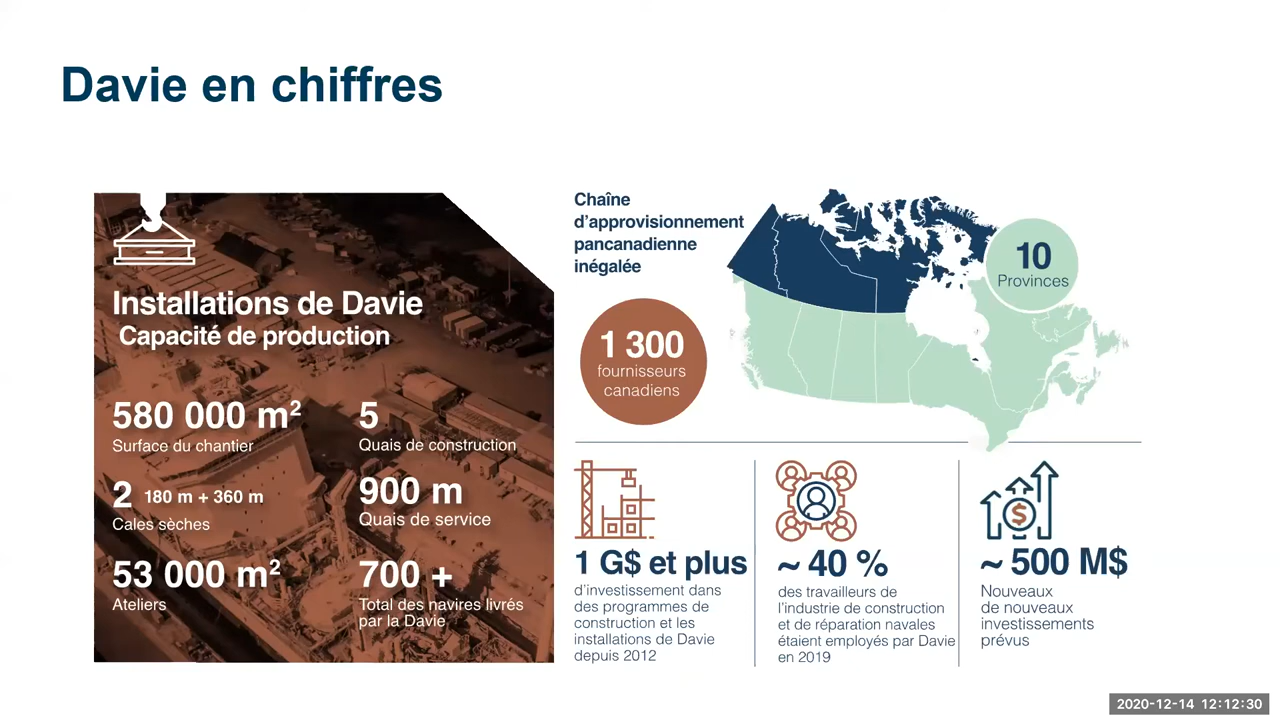 Davie en chiffres
Installations de Davie
Capacité de production
580 000 m²
Surface du chantier
5
Quais de construction
2 180 m + 360 m
Cales sèches
900 m
Quais de service
53 000 m²
Ateliers
700 +
Total des navires livrés
par la Davie
Chaîne
d’approvisionnement
pancanadienne
inégalée
1 300
fournisseurs
canadiens
10
Provinces
1 G$ et plus
d’investissement dans
des programmes de
construction et les
installations de Davie
depuis 2012
~ 40 %
des travailleurs de
l’industrie de construction
et de réparation navales
étaient employés par Davie
en 2019
$
~ 500 M$
Nouveaux
de nouveaux
investissements
prévus
2020-12-14 12:12:30